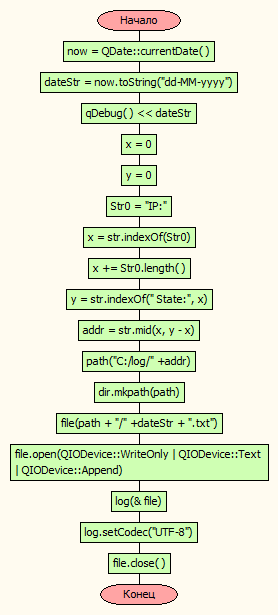 Начало
now = QDate::currentDate( )
dateStr = now.toString("dd-MM-yyyy")
qDebug() << dateStr
x = 0
y = 0
Str0 = "IP:"
x = str.indexOf(Str0)
x += Str0.length( )
y = str.indexOf(" State:", x)
addr = str.mid(x, y - x)
path("C:/log/" +addr)
dir.mkpath(path)
file(path + "/" +dateStr + ".txt")
file.open(QIODevice::WriteOnly | QIODevice::Text
| QIODevice::Append)
log(& file)
log.setCodec("UTF-8")
file.close( )
Конец